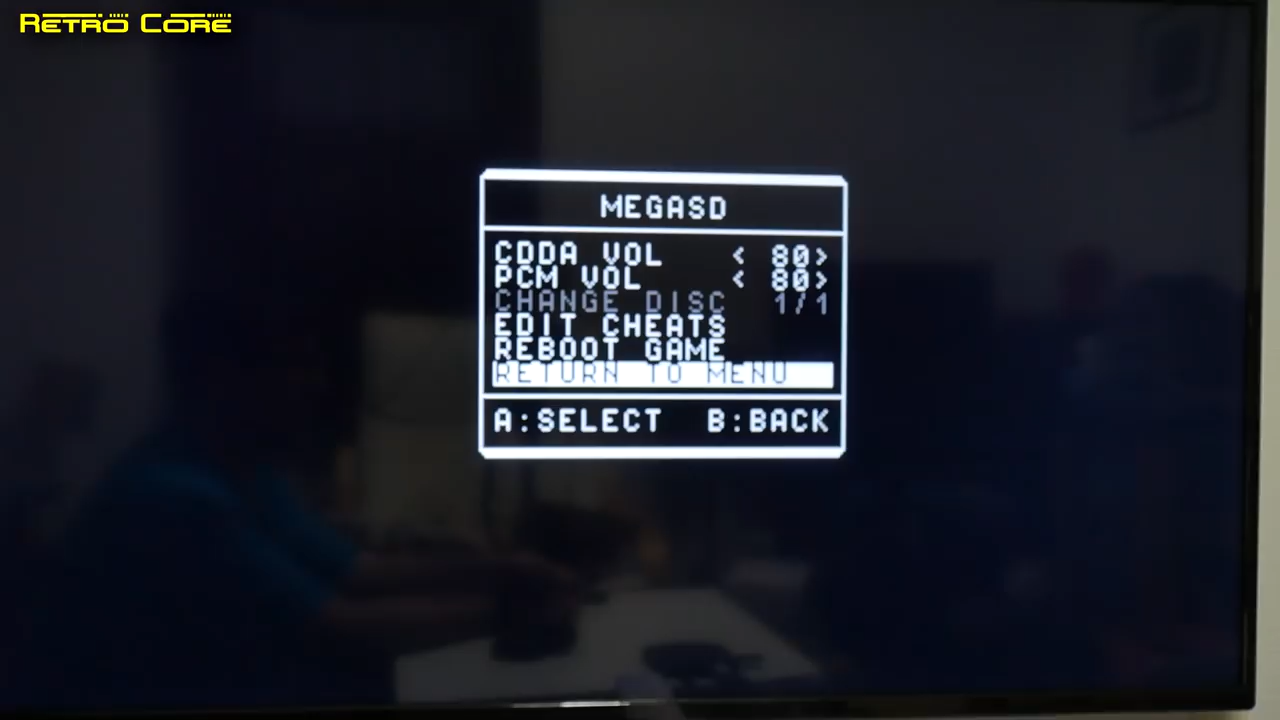 RETRO CORE
MEGASD
CDDA VOL < 80>
PCM VOL < 80>
CHANGE DISC 1/1
EDIT CHEATS
REBOOT GAME
RETURN TO MENU
A:SELECT B:BACK